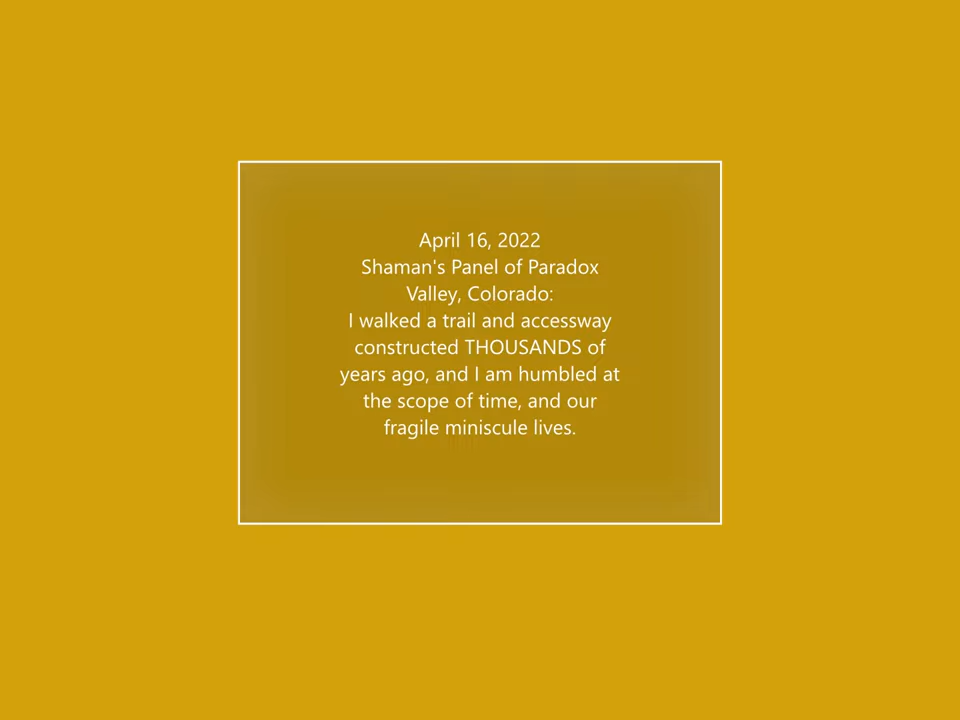 April 16, 2022
Shaman's Panel of Paradox
Valley, Colorado:
I walked a trail and accessway
constructed THOUSANDS of
years ago, and I am humbled at
the scope of time, and our
fragile miniscule lives.